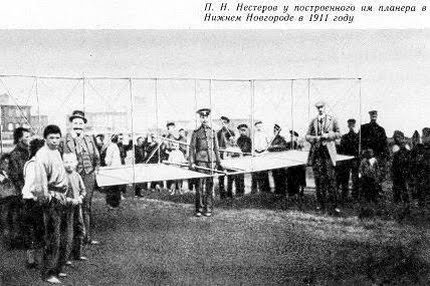 П. Н. Нестеров у построенного им планера в
Нижнем Новгороде в 1911 году